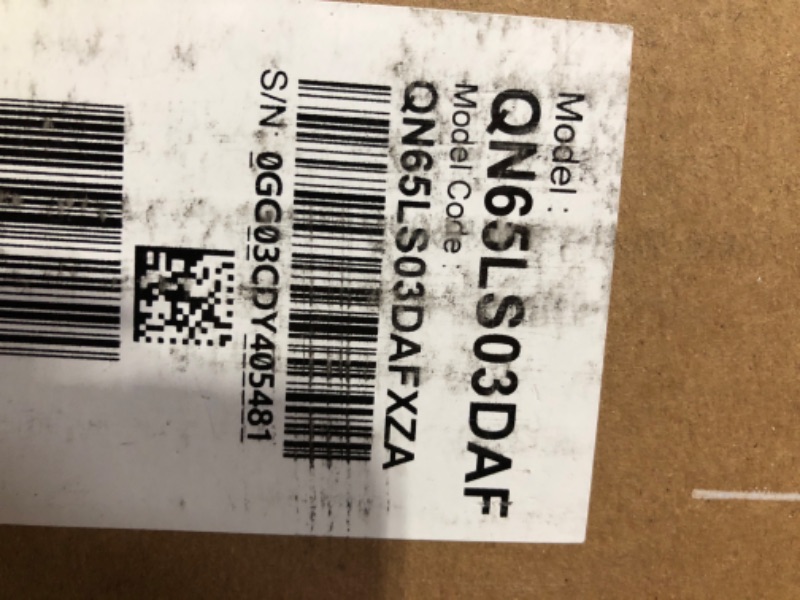 Model :
QN65LS03DAF
Model Code :
QN65LS03DAFXZA
S/N: 0GG03CDY405481